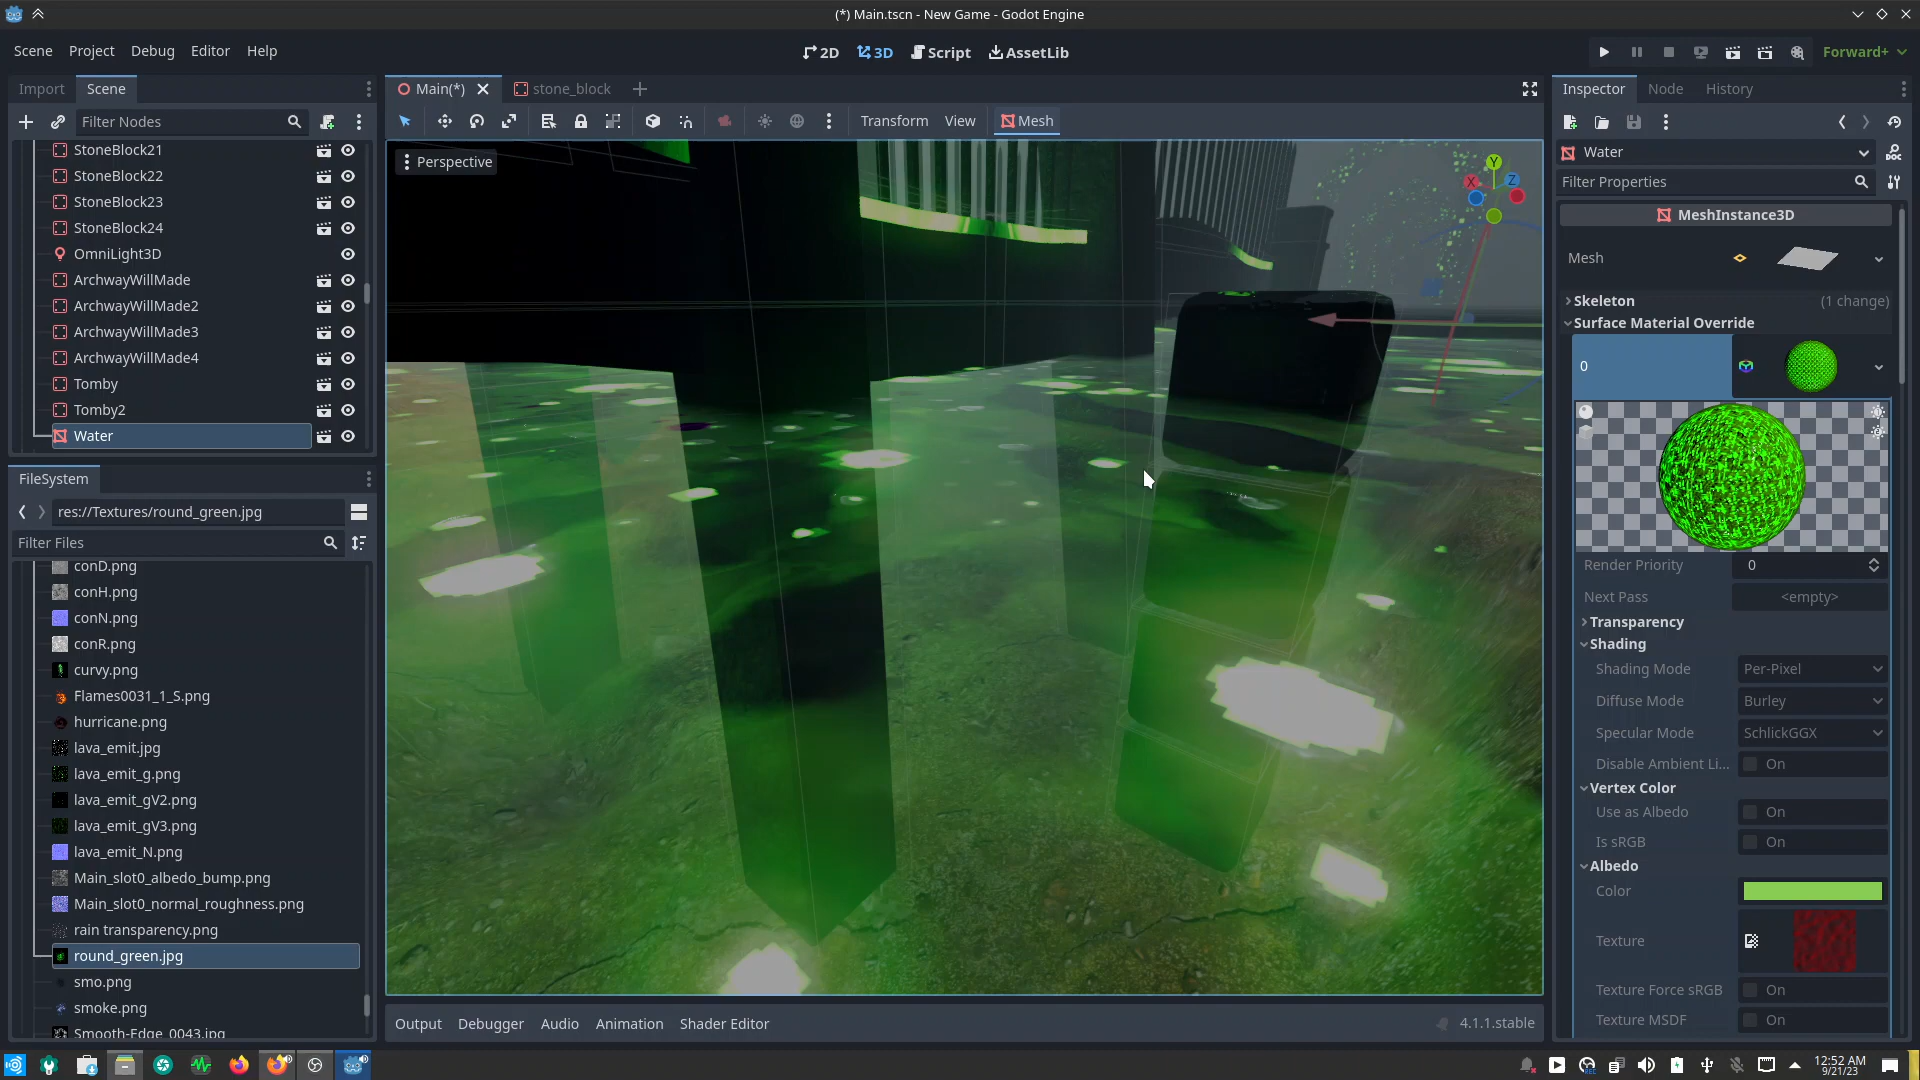 (*) Main.tscn - New Game - Godot Engine
Scene Project Debug Editor Help
2D 3D Script AssetLib
Forward+
Import Scene
Filter Nodes
StoneBlock21
StoneBlock22
StoneBlock23
StoneBlock24
OmniLight3D
ArchwayWillMade
ArchwayWillMade2
ArchwayWillMade3
ArchwayWillMade4
Tomby
Tomby2
Water
FileSystem
res://Textures/round_green.jpg
Filter Files
conD.png
conH.png
conN.png
conR.png
curvy.png
Flames0031_1_S.png
hurricane.png
lava_emit.jpg
lava_emit_g.png
lava_emit_gV2.png
lava_emit_gV3.png
lava_emit_N.png
Main_slot0_albedo_bump.png
Main_slot0_normal_roughness.png
rain transparency.png
round_green.jpg
smo.png
smoke.png
Smooth-Edge_0043.jpg
Main(*) stone_block
Transform View Mesh
Perspective
Y
X Z
Output Debugger Audio Animation Shader Editor
4.1.1.stable
Inspector Node History
Water
Filter Properties
MeshInstance3D
Mesh
Skeleton (1 change)
Surface Material Override
0
Render Priority 0
Next Pass <empty>
Transparency
Shading
Shading Mode Per-Pixel
Diffuse Mode Burley
Specular Mode SchlickGGX
Disable Ambient Li... On
Vertex Color
Use as Albedo On
Is sRGB On
Albedo
Color
Texture
Texture Force sRGB On
Texture MSDF On
12:52 AM
9/21/23